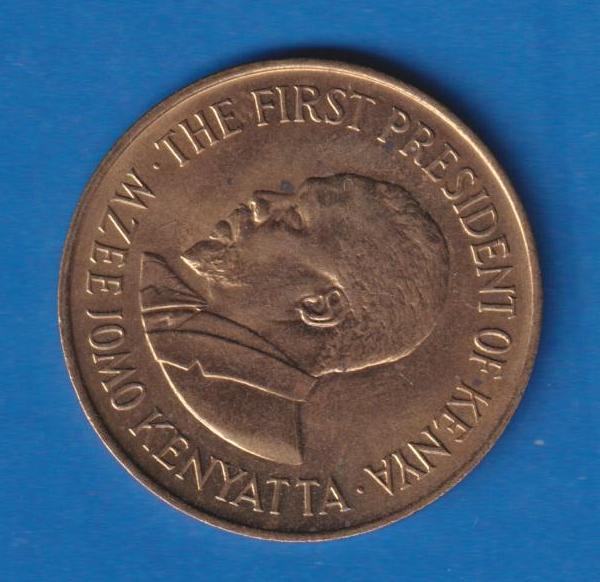 THE FIRST PRESIDENT OF KENYA ·
MZEE JOMO KENYATTA ·